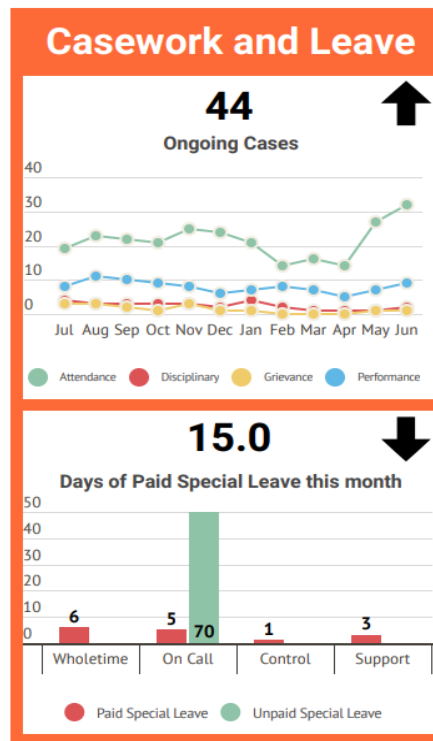 Casework and Leave
44
Ongoing Cases
40
30
20
10
0
Jul Aug Sep Oct Nov Dec Jan Feb Mar Apr May Jun
Attendance Disciplinary Grievance Performance
15.0
Days of Paid Special Leave this month
50
40
30
20
10
0
6 5 70 1 3
Wholetime On Call Control Support
Paid Special Leave Unpaid Special Leave